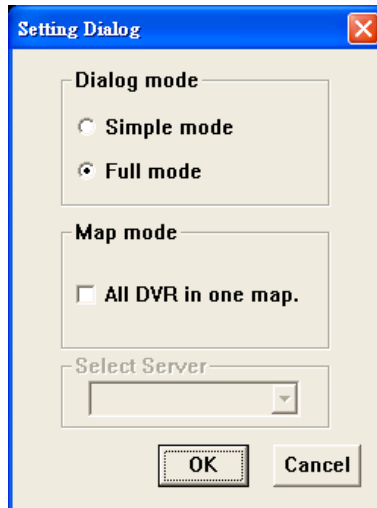 Setting Dialog
Dialog mode
Simple mode
Full mode
Map mode
All DVR in one map.
Select Server
OK Cancel